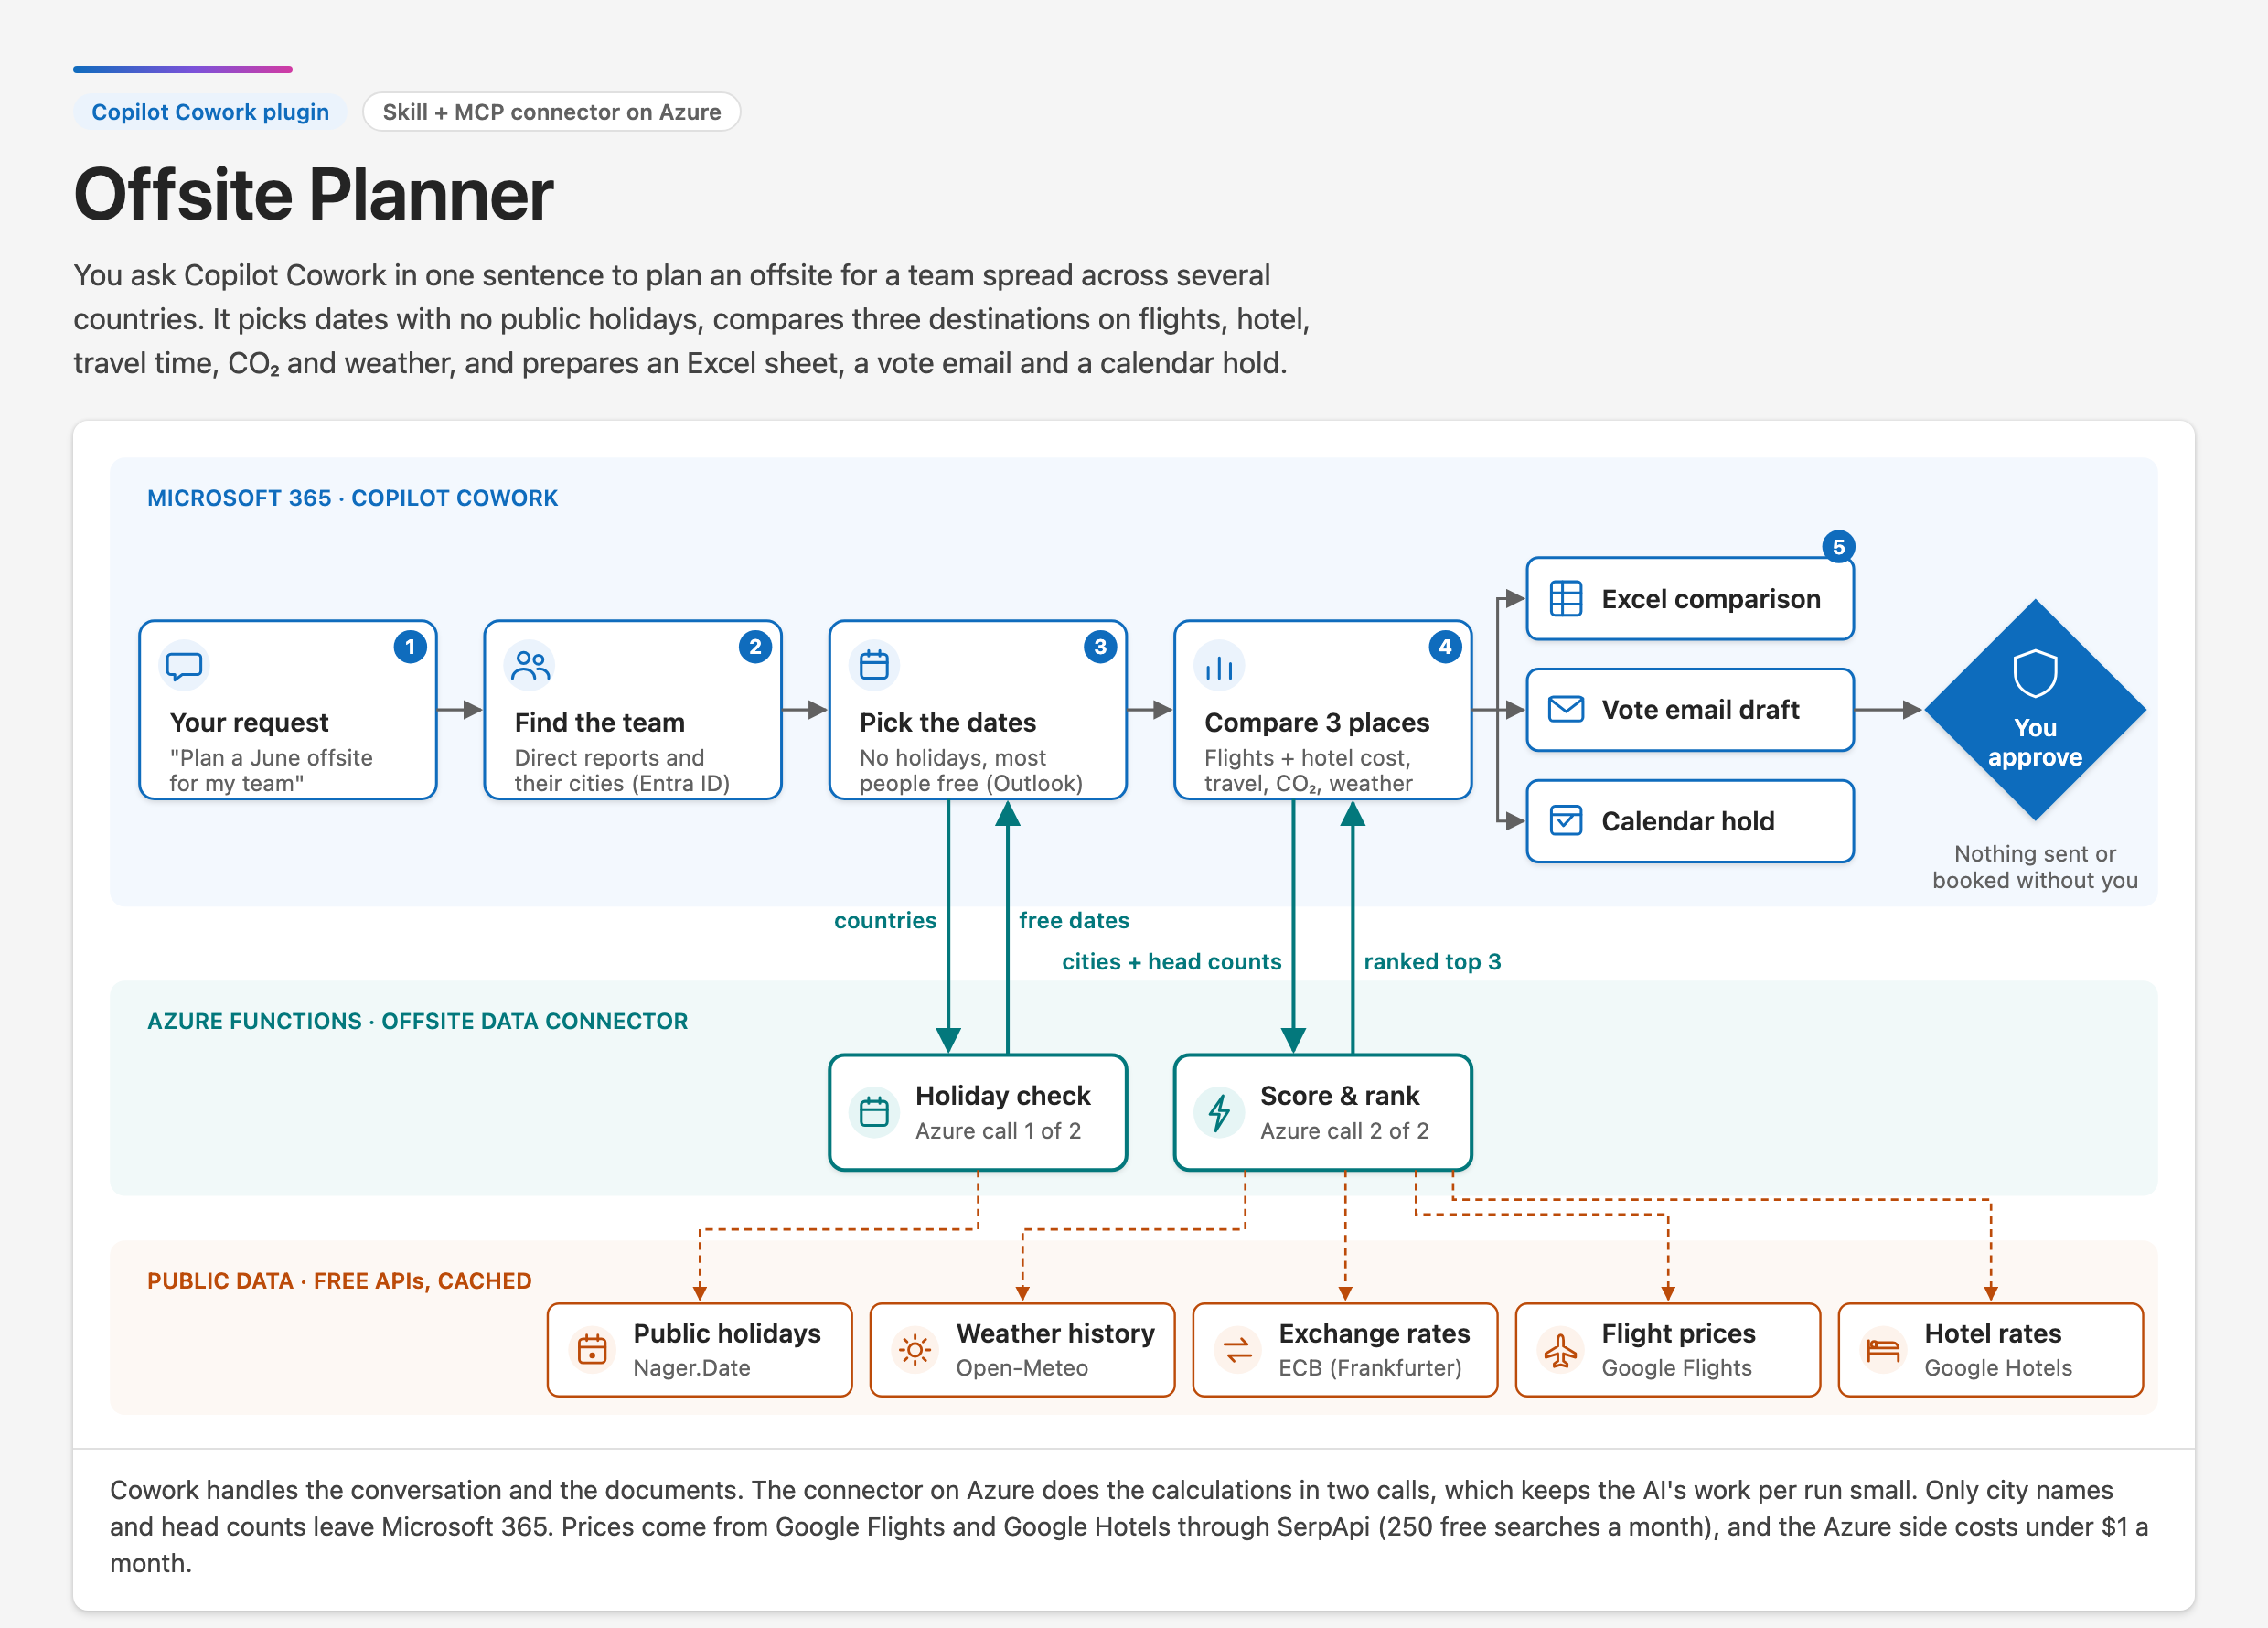 Copilot Cowork plugin
Skill + MCP connector on Azure
Offsite Planner
You ask Copilot Cowork in one sentence to plan an offsite for a team spread across several
countries. It picks dates with no public holidays, compares three destinations on flights, hotel,
travel time, CO₂ and weather, and prepares an Excel sheet, a vote email and a calendar hold.
MICROSOFT 365 · COPILOT COWORK
1
Your request
"Plan a June offsite
for my team"
2
Find the team
Direct reports and
their cities (Entra ID)
3
Pick the dates
No holidays, most
people free (Outlook)
4
Compare 3 places
Flights + hotel cost,
travel, CO₂, weather
5
Excel comparison
Vote email draft
Calendar hold
You
approve
Nothing sent or
booked without you
countries
free dates
cities + head counts
ranked top 3
AZURE FUNCTIONS · OFFSITE DATA CONNECTOR
Holiday check
Azure call 1 of 2
Score & rank
Azure call 2 of 2
PUBLIC DATA · FREE APIs, CACHED
Public holidays
Nager.Date
Weather history
Open-Meteo
Exchange rates
ECB (Frankfurter)
Flight prices
Google Flights
Hotel rates
Google Hotels
Cowork handles the conversation and the documents. The connector on Azure does the calculations in two calls, which keeps the AI's work per run small. Only city names
and head counts leave Microsoft 365. Prices come from Google Flights and Google Hotels through SerpApi (250 free searches a month), and the Azure side costs under $1 a
month.